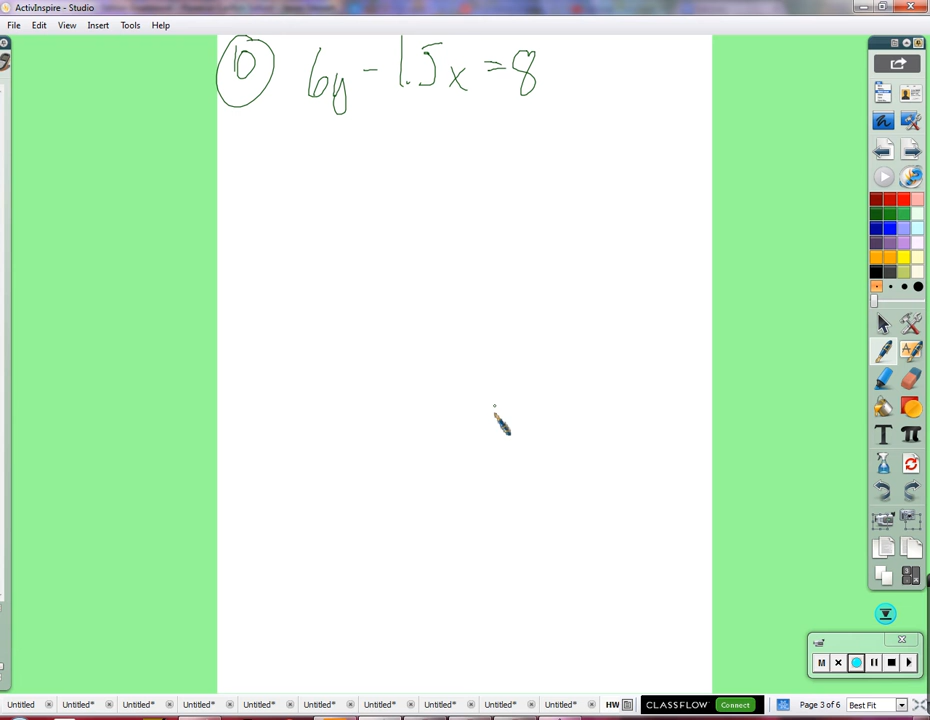 ActivInspire - Studio
File Edit View Insert Tools Help
10 6y - 1.5x = 8
M
Untitled Untitled* Untitled* Untitled* Untitled* Untitled* Untitled* Untitled* Untitled* Untitled* HW CLASSFLOW Connect Page 3 of 6 Best Fit